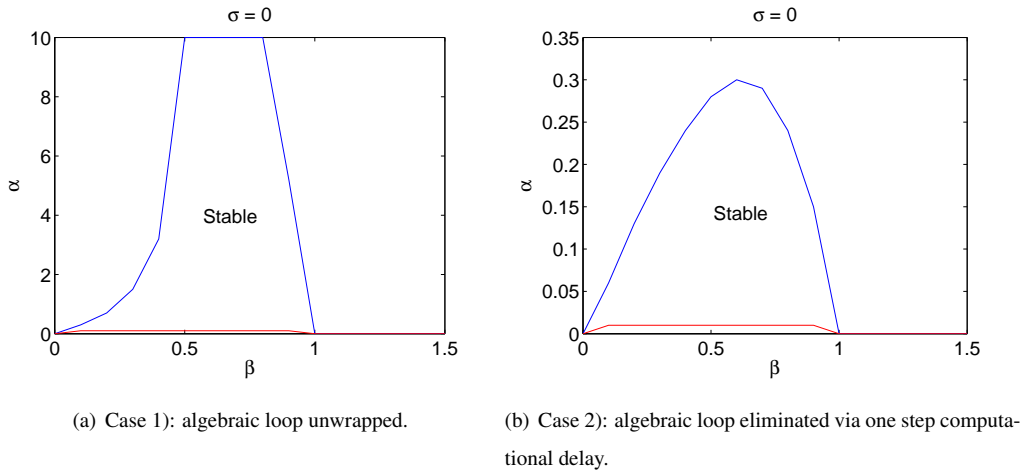 σ = 0
10
8
6
4
2
0
α
Stable
0
0.5
1
1.5
β
(a) Case 1): algebraic loop unwrapped.
σ = 0
0.35
0.3
0.25
0.2
0.15
0.1
0.05
0
α
Stable
0
0.5
1
1.5
β
(b) Case 2): algebraic loop eliminated via one step computa-
tional delay.